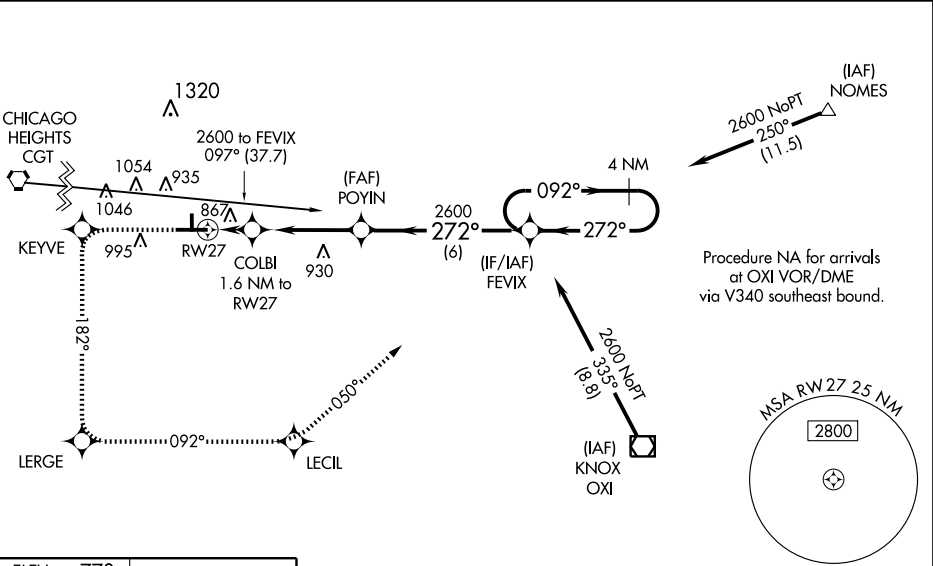 1320
(IAF)
NOMES
2600 NoPT
250°
(11.5)
CHICAGO
HEIGHTS
CGT
2600 to FEVIX
097° (37.7)
1054
935
1046
867
(FAF)
POYIN
4 NM
092°
2600
272°
(6)
272°
KEYVE
995
RW27
COLBI
1.6 NM to
RW27
930
(IF/IAF)
FEVIX
Procedure NA for arrivals
at OXI VOR/DME
via V340 southeast bound.
182°
2600 NoPT
335°
(8.8)
050°
LERGE
092°
LECIL
(IAF)
KNOX
OXI
MSA RW27 25 NM
2800